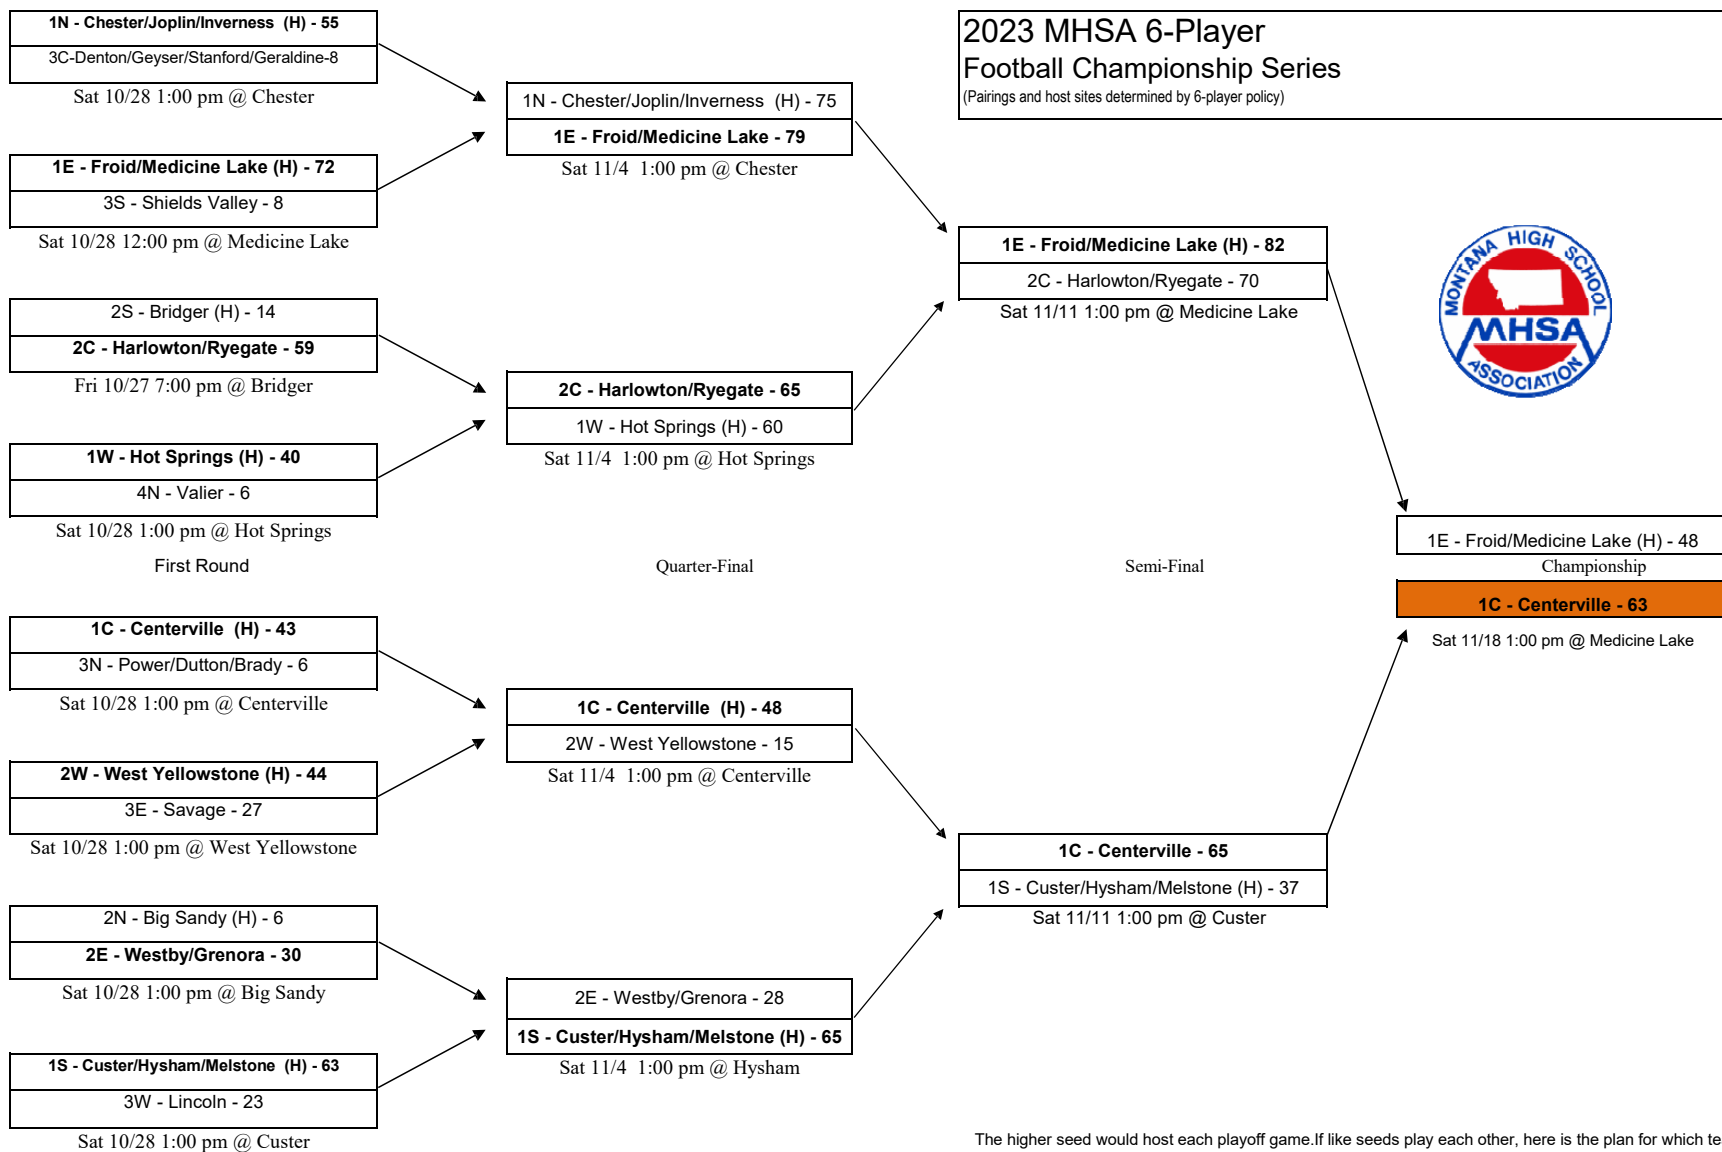 1N - Chester/Joplin/Inverness (H) - 55
3C-Denton/Geyser/Stanford/Geraldine-8
Sat 10/28 1:00 pm @ Chester
1E - Froid/Medicine Lake (H) - 72
3S - Shields Valley - 8
Sat 10/28 12:00 pm @ Medicine Lake
2S - Bridger (H) - 14
2C - Harlowton/Ryegate - 59
Fri 10/27 7:00 pm @ Bridger
1W - Hot Springs (H) - 40
4N - Valier - 6
Sat 10/28 1:00 pm @ Hot Springs
First Round
1C - Centerville (H) - 43
3N - Power/Dutton/Brady - 6
Sat 10/28 1:00 pm @ Centerville
2W - West Yellowstone (H) - 44
3E - Savage - 27
Sat 10/28 1:00 pm @ West Yellowstone
2N - Big Sandy (H) - 6
2E - Westby/Grenora - 30
Sat 10/28 1:00 pm @ Big Sandy
1S - Custer/Hysham/Melstone (H) - 63
3W - Lincoln - 23
Sat 10/28 1:00 pm @ Custer
1N - Chester/Joplin/Inverness (H) - 75
1E - Froid/Medicine Lake - 79
Sat 11/4 1:00 pm @ Chester
2C - Harlowton/Ryegate - 65
1W - Hot Springs (H) - 60
Sat 11/4 1:00 pm @ Hot Springs
Quarter-Final
1C - Centerville (H) - 48
2W - West Yellowstone - 15
Sat 11/4 1:00 pm @ Centerville
2E - Westby/Grenora - 28
1S - Custer/Hysham/Melstone (H) - 65
Sat 11/4 1:00 pm @ Hysham
2023 MHSA 6-Player
Football Championship Series
(Pairings and host sites determined by 6-player policy)
1E - Froid/Medicine Lake (H) - 82
2C - Harlowton/Ryegate - 70
Sat 11/11 1:00 pm @ Medicine Lake
Semi-Final
1C - Centerville - 65
1S - Custer/Hysham/Melstone (H) - 37
Sat 11/11 1:00 pm @ Custer
MONTANA HIGH SCHOOL
MHSA
ASSOCIATION
1E - Froid/Medicine Lake (H) - 48
Championship
1C - Centerville - 63
Sat 11/18 1:00 pm @ Medicine Lake
The higher seed would host each playoff game.If like seeds play each other, here is the plan for which te